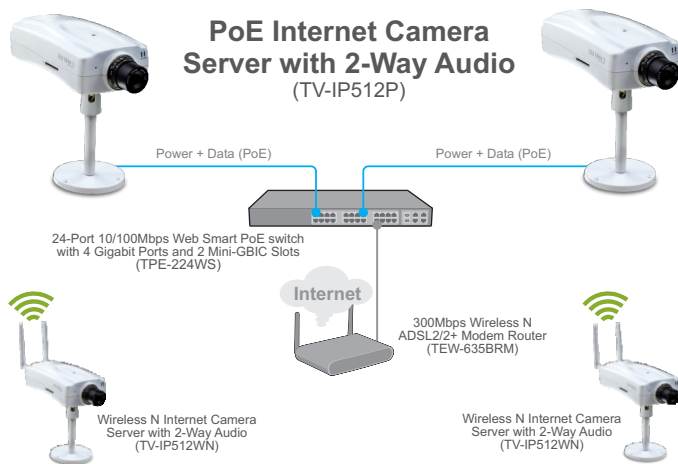 PoE Internet Camera
Server with 2-Way Audio
(TV-IP512P)
Power + Data (PoE)
Power + Data (PoE)
24-Port 10/100Mbps Web Smart PoE switch
with 4 Gigabit Ports and 2 Mini-GBIC Slots
(TPE-224WS)
Internet
300Mbps Wireless N
ADSL2/2+ Modem Router
(TEW-635BRM)
Wireless N Internet Camera
Server with 2-Way Audio
(TV-IP512WN)
Wireless N Internet Camera
Server with 2-Way Audio
(TV-IP512WN)